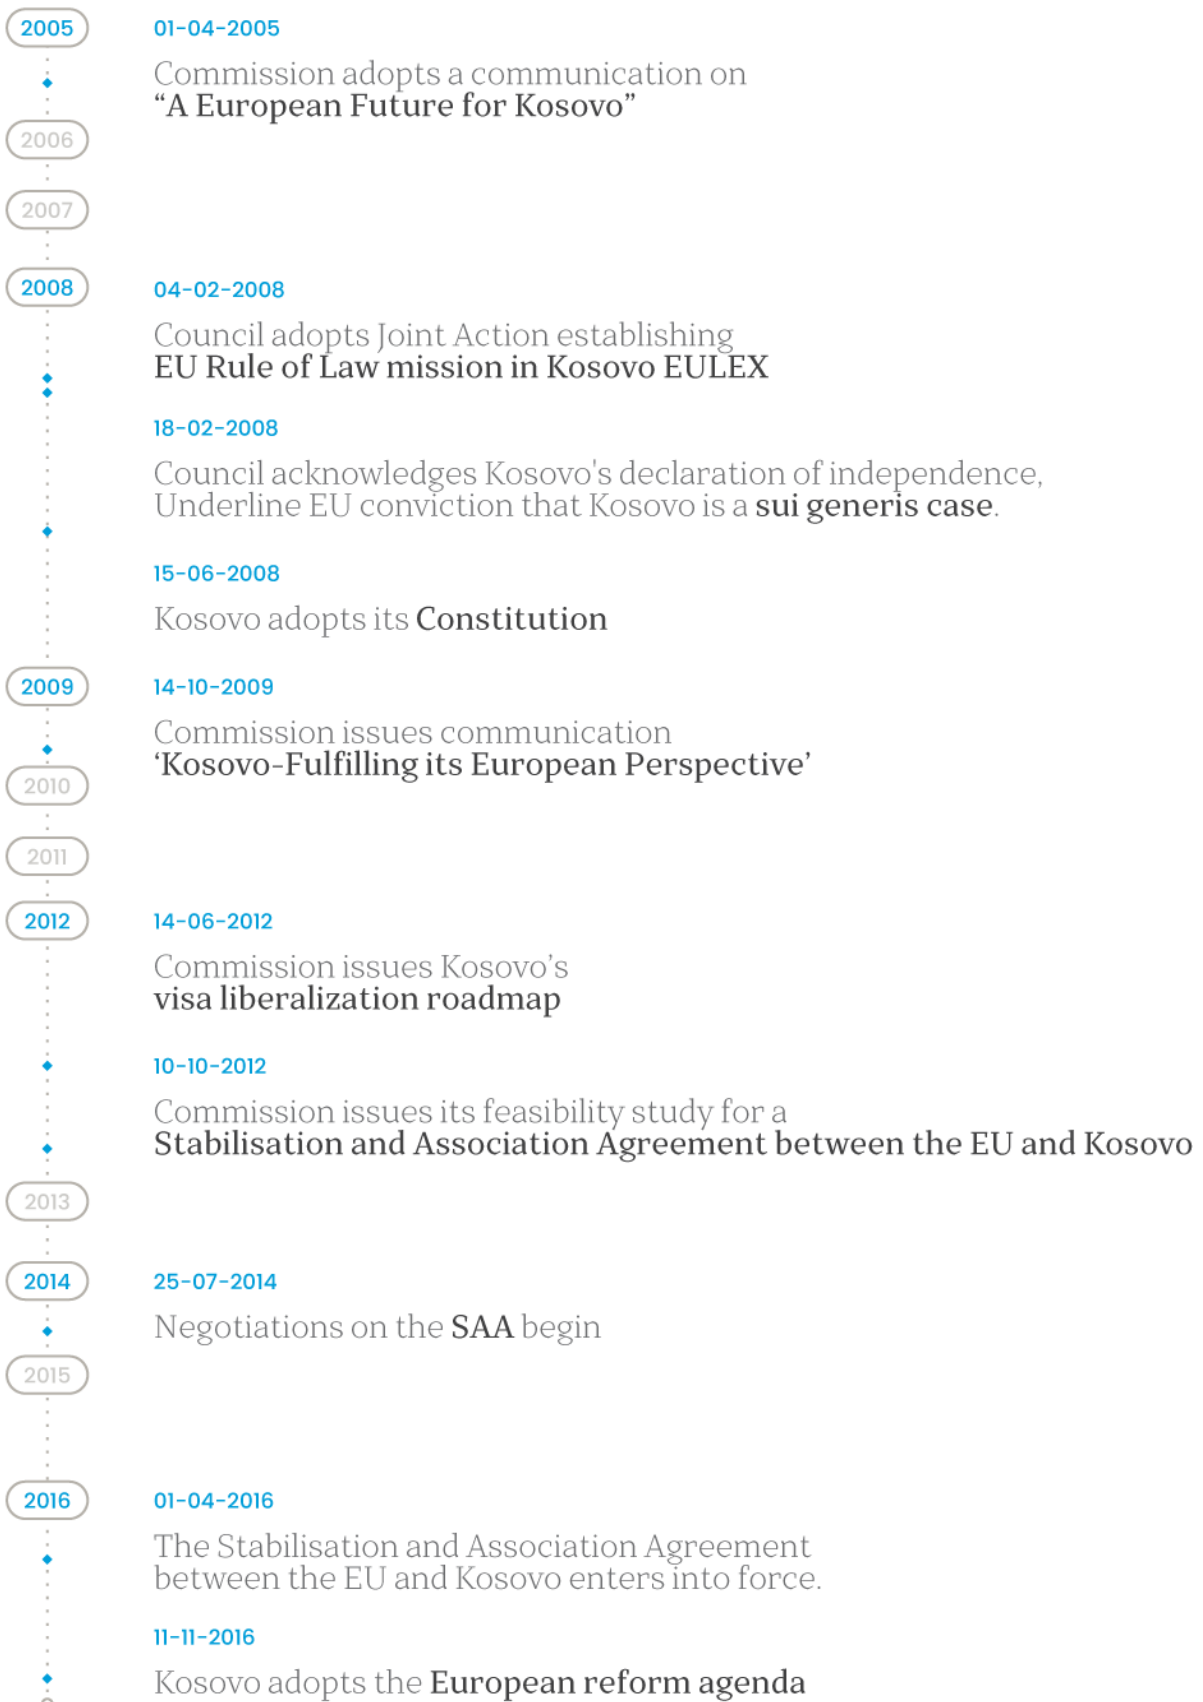 2005
01-04-2005
Commission adopts a communication on
“A European Future for Kosovo”
2006
2007
2008
04-02-2008
Council adopts Joint Action establishing
EU Rule of Law mission in Kosovo EULEX
18-02-2008
Council acknowledges Kosovo's declaration of independence,
Underline EU conviction that Kosovo is a sui generis case.
15-06-2008
Kosovo adopts its Constitution
2009
14-10-2009
Commission issues communication
‘Kosovo-Fulfilling its European Perspective’
2010
2011
2012
14-06-2012
Commission issues Kosovo’s
visa liberalization roadmap
10-10-2012
Commission issues its feasibility study for a
Stabilisation and Association Agreement between the EU and Kosovo
2013
2014
25-07-2014
Negotiations on the SAA begin
2015
2016
01-04-2016
The Stabilisation and Association Agreement
between the EU and Kosovo enters into force.
11-11-2016
Kosovo adopts the European reform agenda